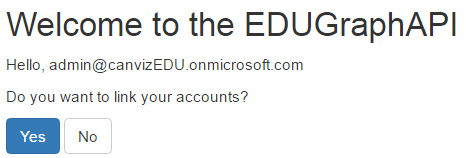 Welcome to the EDUGraphAPI
Hello, admin@canvizEDU.onmicrosoft.com
Do you want to link your accounts?
Yes No